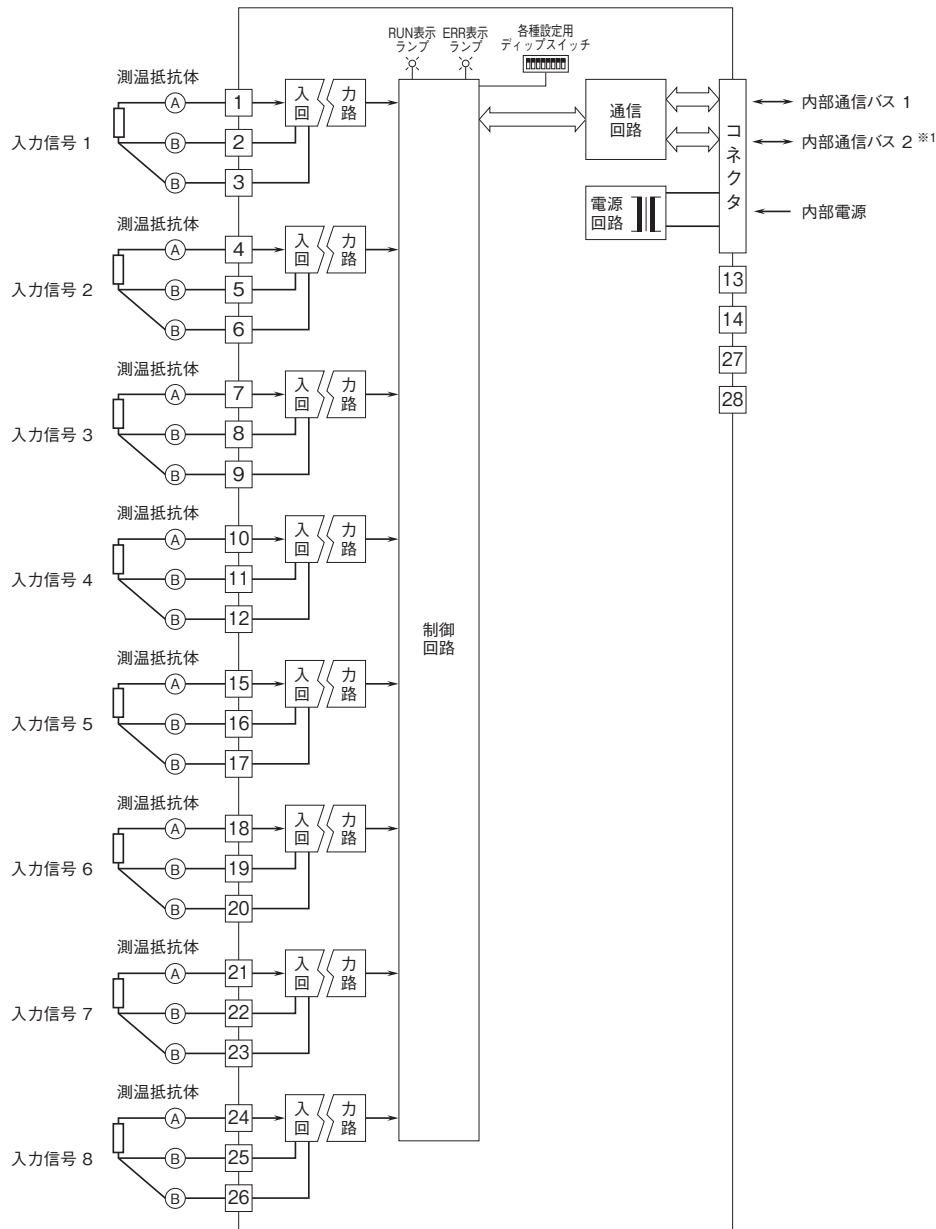 RUN表示
ランプ
ERR表示
ランプ
各種設定用
ディップスイッチ
測温抵抗体
入力信号 1
A
B
B
1
2
3
入 力
回 路
測温抵抗体
入力信号 2
A
B
B
4
5
6
入 力
回 路
測温抵抗体
入力信号 3
A
B
B
7
8
9
入 力
回 路
測温抵抗体
入力信号 4
A
B
B
10
11
12
入 力
回 路
測温抵抗体
入力信号 5
A
B
B
15
16
17
入 力
回 路
測温抵抗体
入力信号 6
A
B
B
18
19
20
入 力
回 路
測温抵抗体
入力信号 7
A
B
B
21
22
23
入 力
回 路
測温抵抗体
入力信号 8
A
B
B
24
25
26
入 力
回 路
制御
回路
通信
回路
電源
回路
コネクタ
内部通信バス 1
内部通信バス 2 ※1
内部電源
13
14
27
28